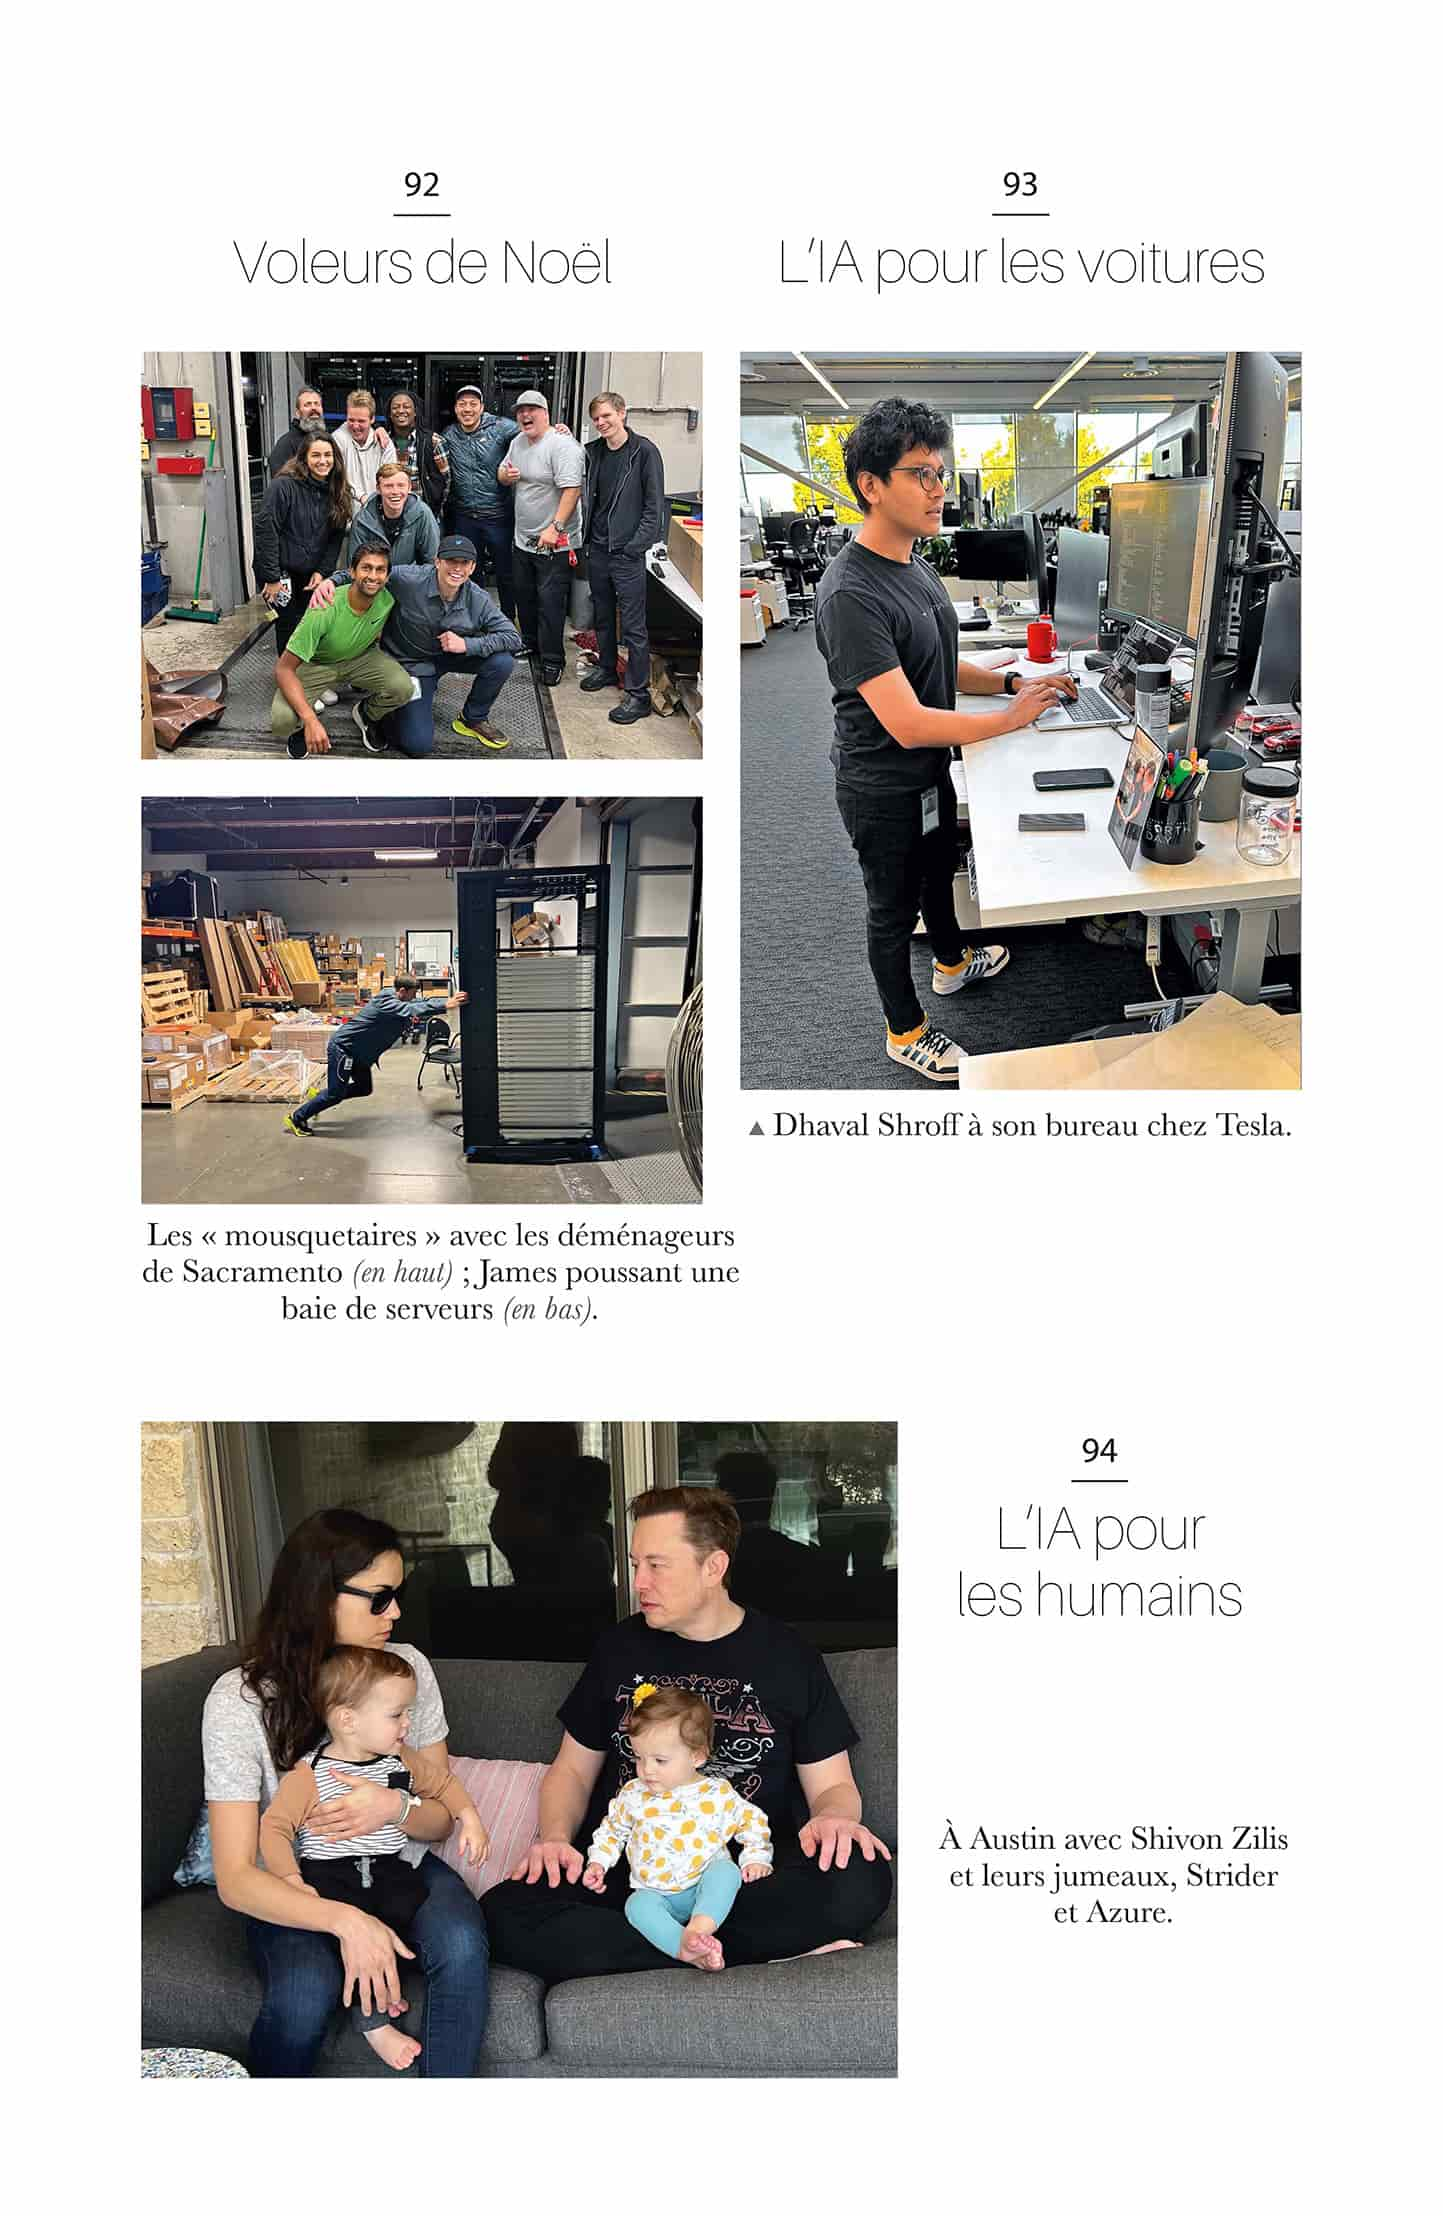 92
Voleurs de Noël
93
L’IA pour les voitures
▲ Dhaval Shroff à son bureau chez Tesla.
Les « mousquetaires » avec les déménageurs
de Sacramento (en haut) ; James poussant une
baie de serveurs (en bas).
94
L’IA pour
les humains
À Austin avec Shivon Zilis
et leurs jumeaux, Strider
et Azure.